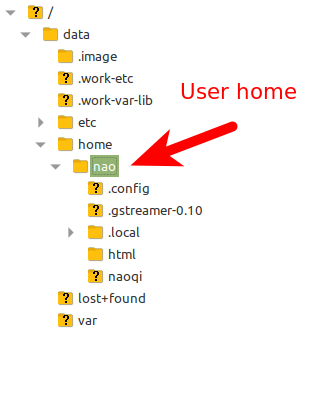 /
data
.image
.work-etc
.work-var-lib
User home
etc
home
nao
.config
.gstreamer-0.10
.local
html
naoqi
lost+found
var